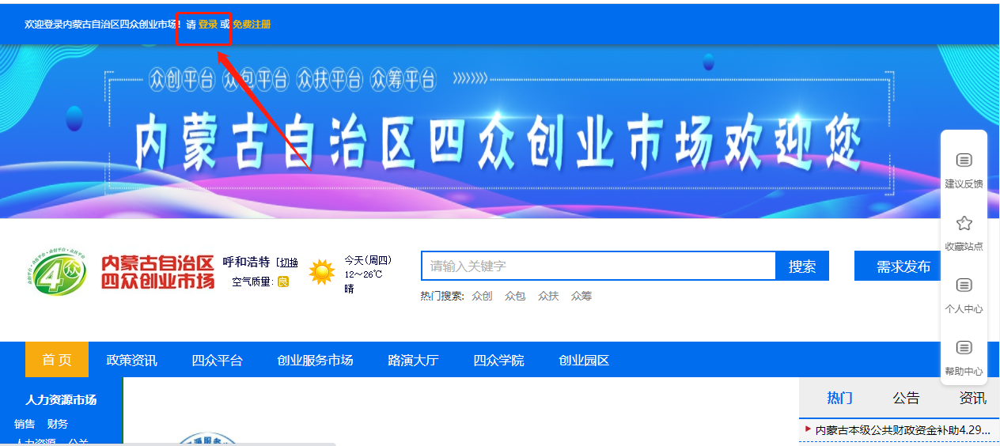 欢迎登录内蒙古自治区四众创业市场! 请 登录 或 免费注册
众创平台 众包平台 众扶平台 众筹平台
内蒙古自治区四众创业市场欢迎您
建议反馈
收藏站点
个人中心
帮助中心
4众
内蒙古自治区
四众创业市场
呼和浩特 [切换
空气质量: 良
今天(周四)
12~26℃
晴
请输入关键字
搜索
需求发布
热门搜索: 众创 众包 众扶 众筹
首 页 政策资讯 四众平台 创业服务市场 路演大厅 四众学院 创业园区
人力资源市场
销售 财务
人力资源 公关
热门 公告 资讯
内蒙古本级公共财政资金补助4.29...